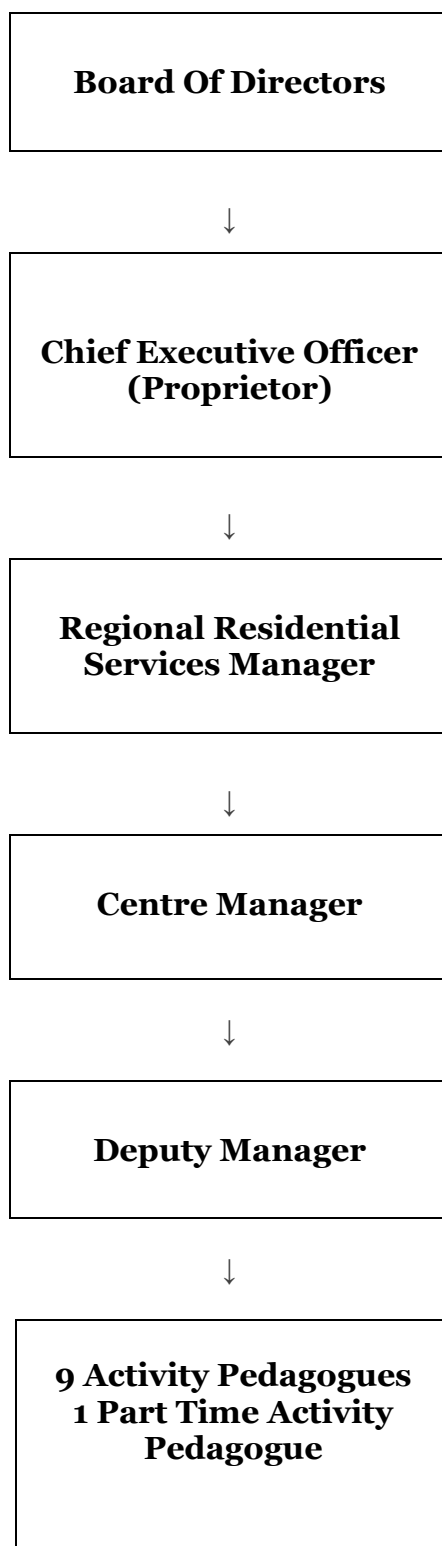 Board Of Directors
↓
Chief Executive Officer
(Proprietor)
↓
Regional Residential
Services Manager
↓
Centre Manager
↓
Deputy Manager
↓
9 Activity Pedagogues
1 Part Time Activity
Pedagogue